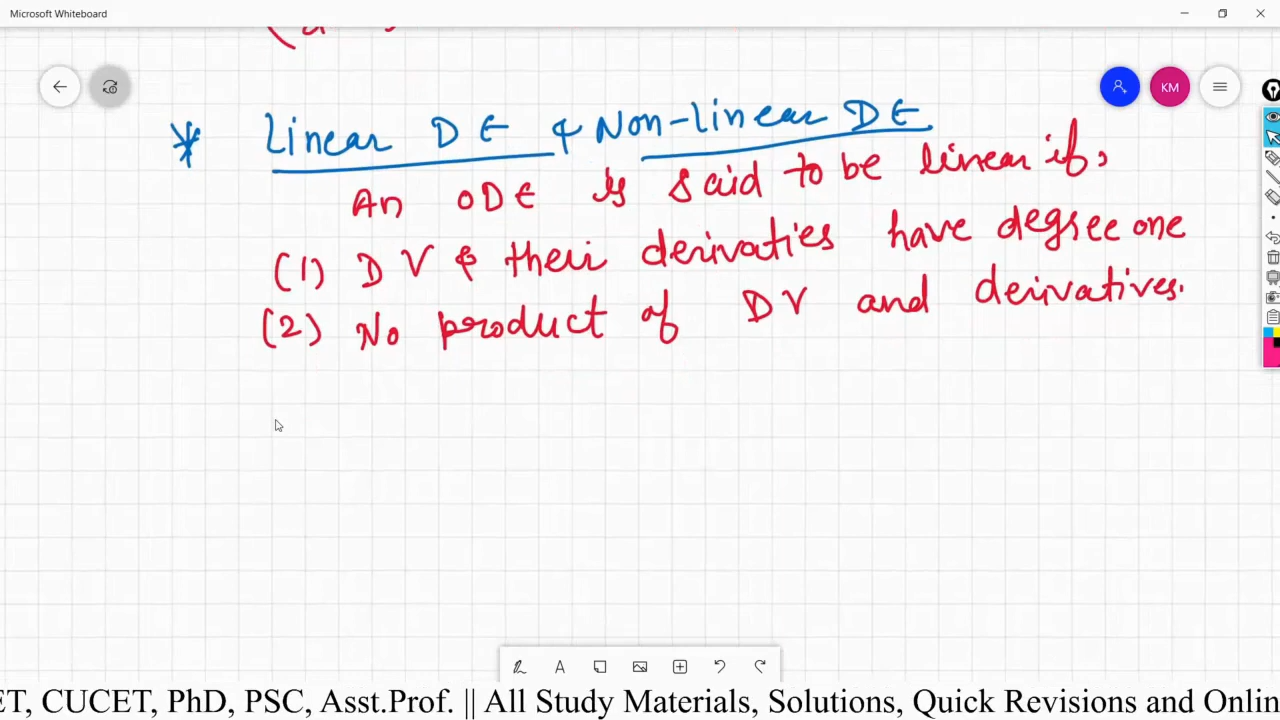 Microsoft Whiteboard
KM
* Linear DE & Non-linear DE
An ODE is said to be linear if,
(1) DV & their derivaties have degree one
(2) No product of DV and derivatives.
ET, CUCET, PhD, PSC, Asst.Prof. || All Study Materials, Solutions, Quick Revisions and Onlin